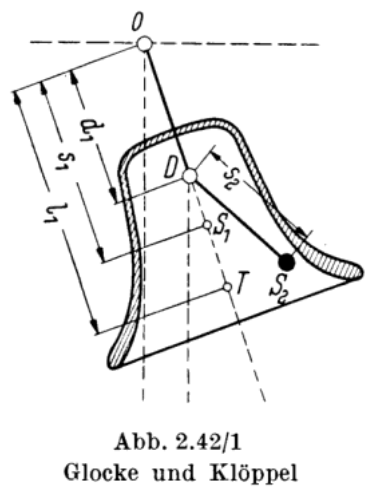 O
d₁
s₁
l₁
D
s₂
S₁
T
S₂
Abb. 2.42/1
Glocke und Klöppel